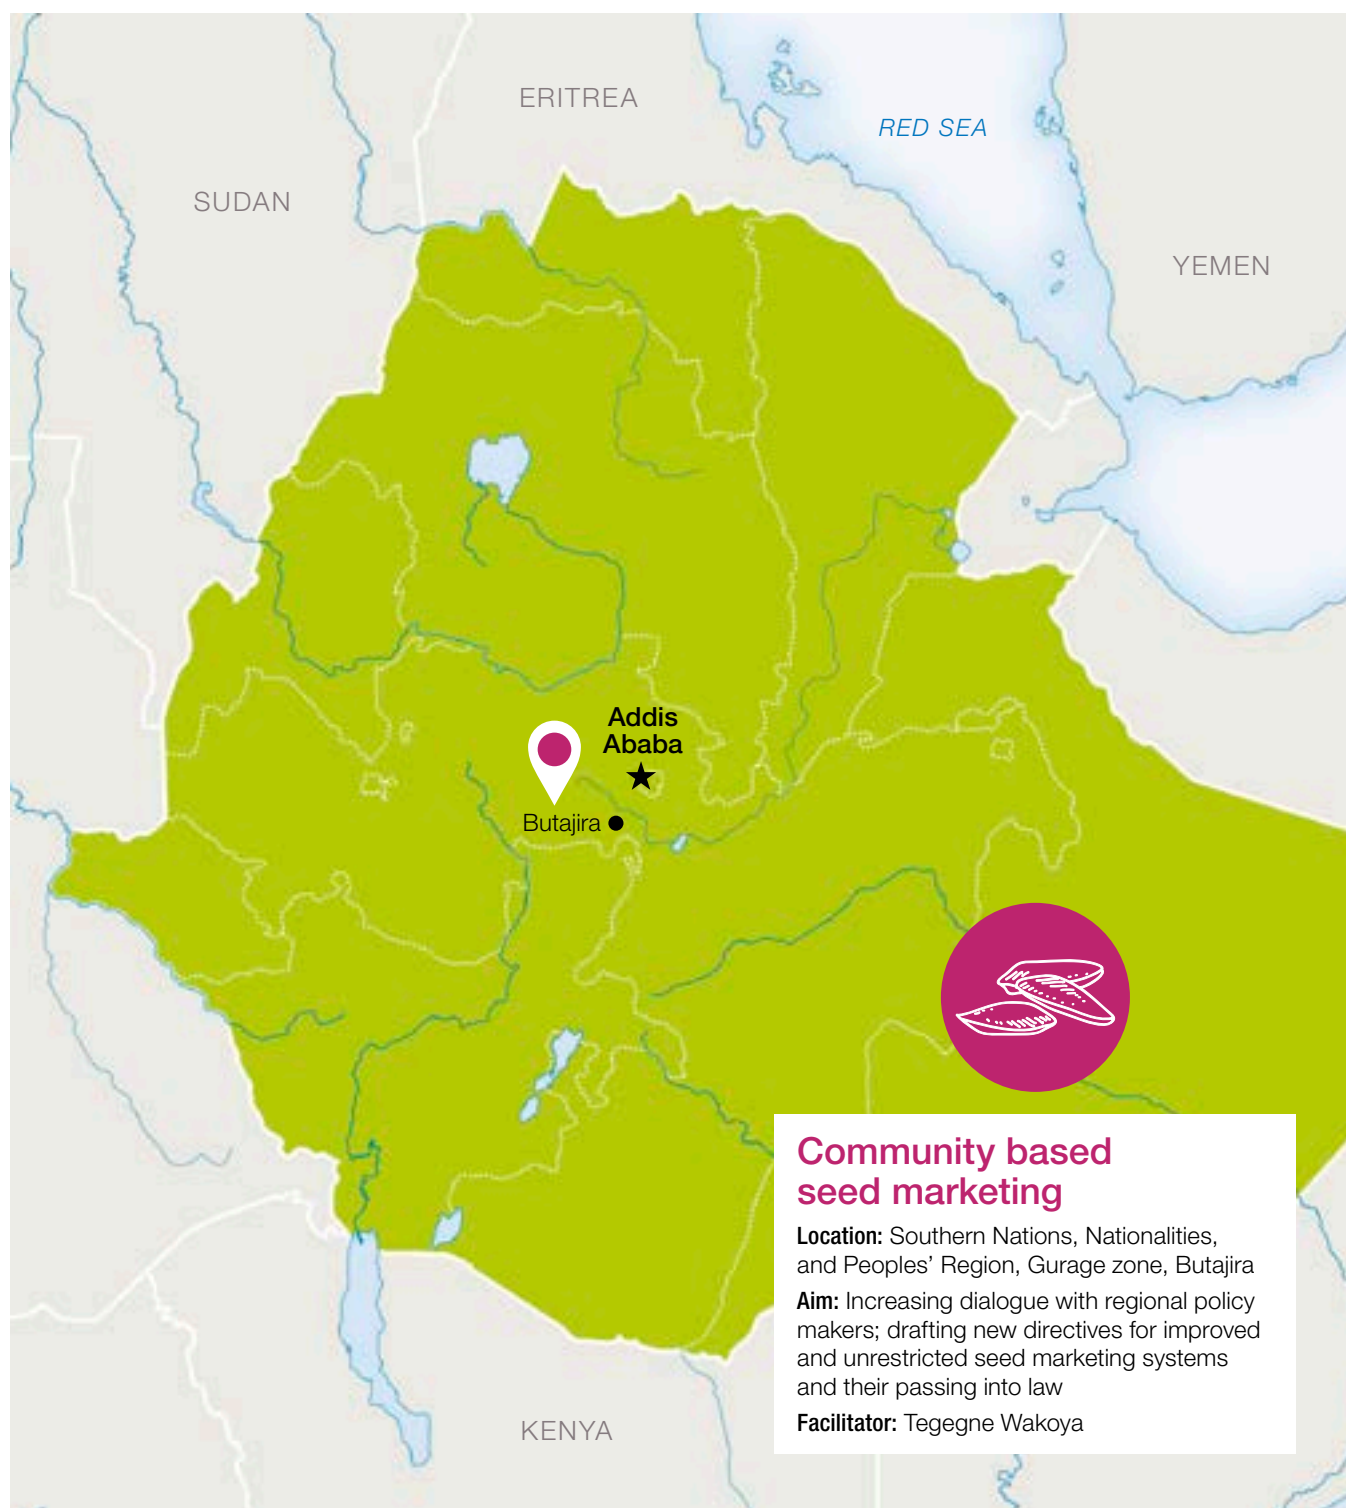 ERITREA
RED SEA
SUDAN
YEMEN
Addis
Ababa
Butajira
Community based
seed marketing
Location: Southern Nations, Nationalities,
and Peoples’ Region, Gurage zone, Butajira
Aim: Increasing dialogue with regional policy
makers; drafting new directives for improved
and unrestricted seed marketing systems
and their passing into law
Facilitator: Tegegne Wakoya
KENYA